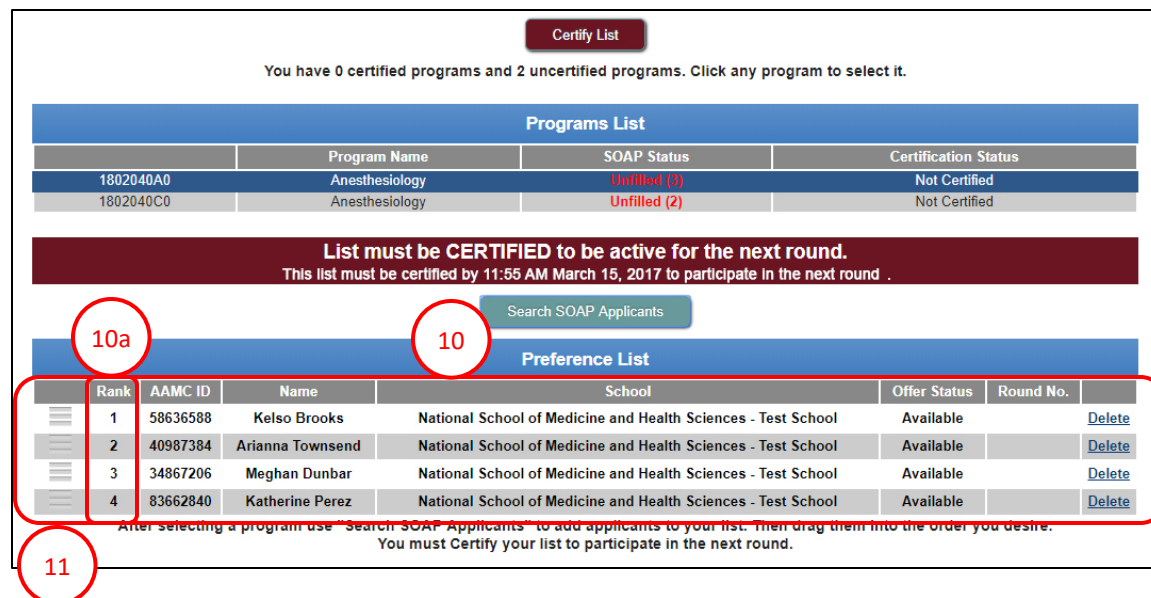 Certify List
You have 0 certified programs and 2 uncertified programs. Click any program to select it.
Programs List
Program Name SOAP Status Certification Status
1802040A0 Anesthesiology Unfilled (3) Not Certified
1802040C0 Anesthesiology Unfilled (2) Not Certified
List must be CERTIFIED to be active for the next round.
This list must be certified by 11:55 AM March 15, 2017 to participate in the next round .
Search SOAP Applicants
10a
10
Preference List
Rank AAMC ID Name School Offer Status Round No.
1 58636588 Kelso Brooks National School of Medicine and Health Sciences - Test School Available Delete
2 40987384 Arianna Townsend National School of Medicine and Health Sciences - Test School Available Delete
3 34867206 Meghan Dunbar National School of Medicine and Health Sciences - Test School Available Delete
4 83662840 Katherine Perez National School of Medicine and Health Sciences - Test School Available Delete
After selecting a program use "Search SOAP Applicants" to add applicants to your list. Then drag them into the order you desire.
You must Certify your list to participate in the next round.
11